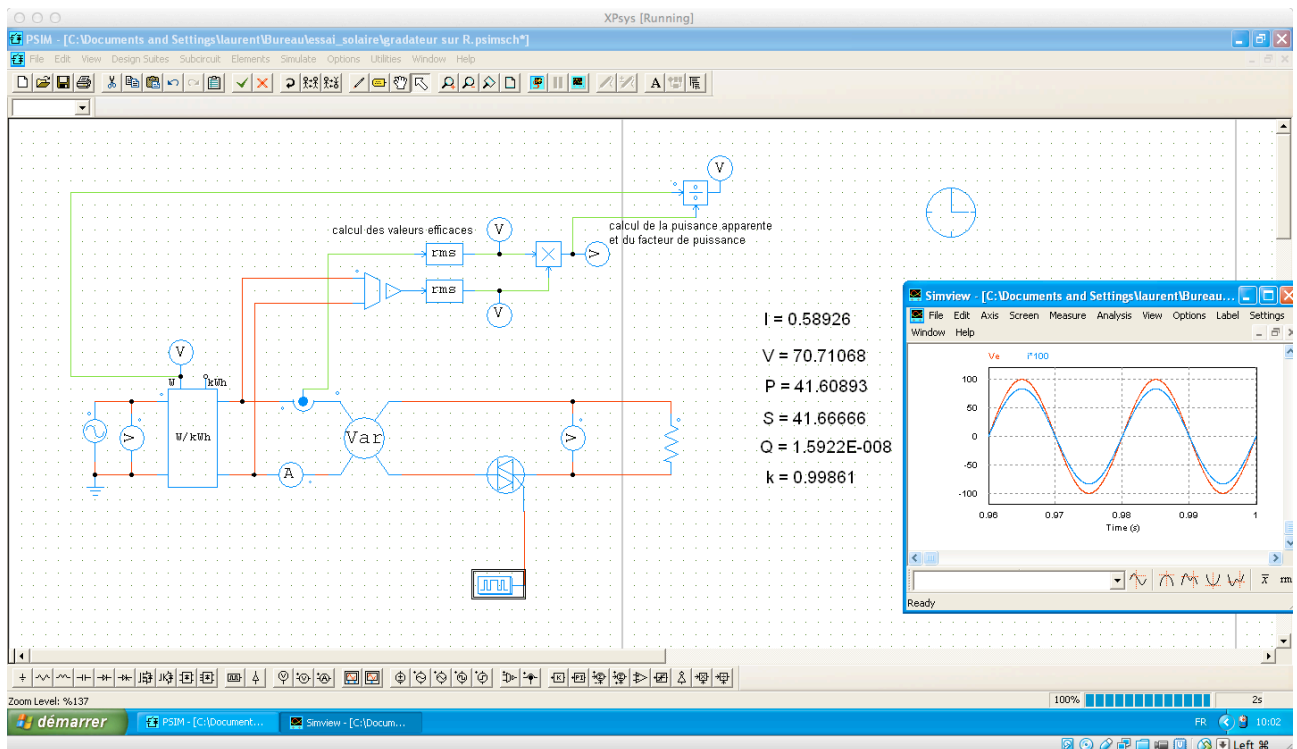 XPsys [Running]
PSIM - [C:\Documents and Settings\laurent\Bureau\essai_solaire\gradateur sur R.psimsch*]
File Edit View Design Suites Subcircuit Elements Simulate Options Utilities Window Help
V
calcul des valeurs efficaces
V
calcul de la puisance apparente
et du facteur de puissance
rms
V
rms
V
V
W
kWh
V
W/kWh
Var
V
A
I = 0.58926
V = 70.71068
P = 41.60893
S = 41.66666
Q = 1.5922E-008
k = 0.99861
Simview - [C:\Documents and Settings\laurent\Bureau...
File Edit Axis Screen Measure Analysis View Options Label Settings
Window Help
Ve i*100
100
50
0
-50
-100
0.96 0.97 0.98 0.99 1
Time (s)
Ready
Zoom Level: %137
100%
2s
démarrer
PSIM - [C:\Document...
Simview - [C:\Docum...
FR
10:02
Left ⌘